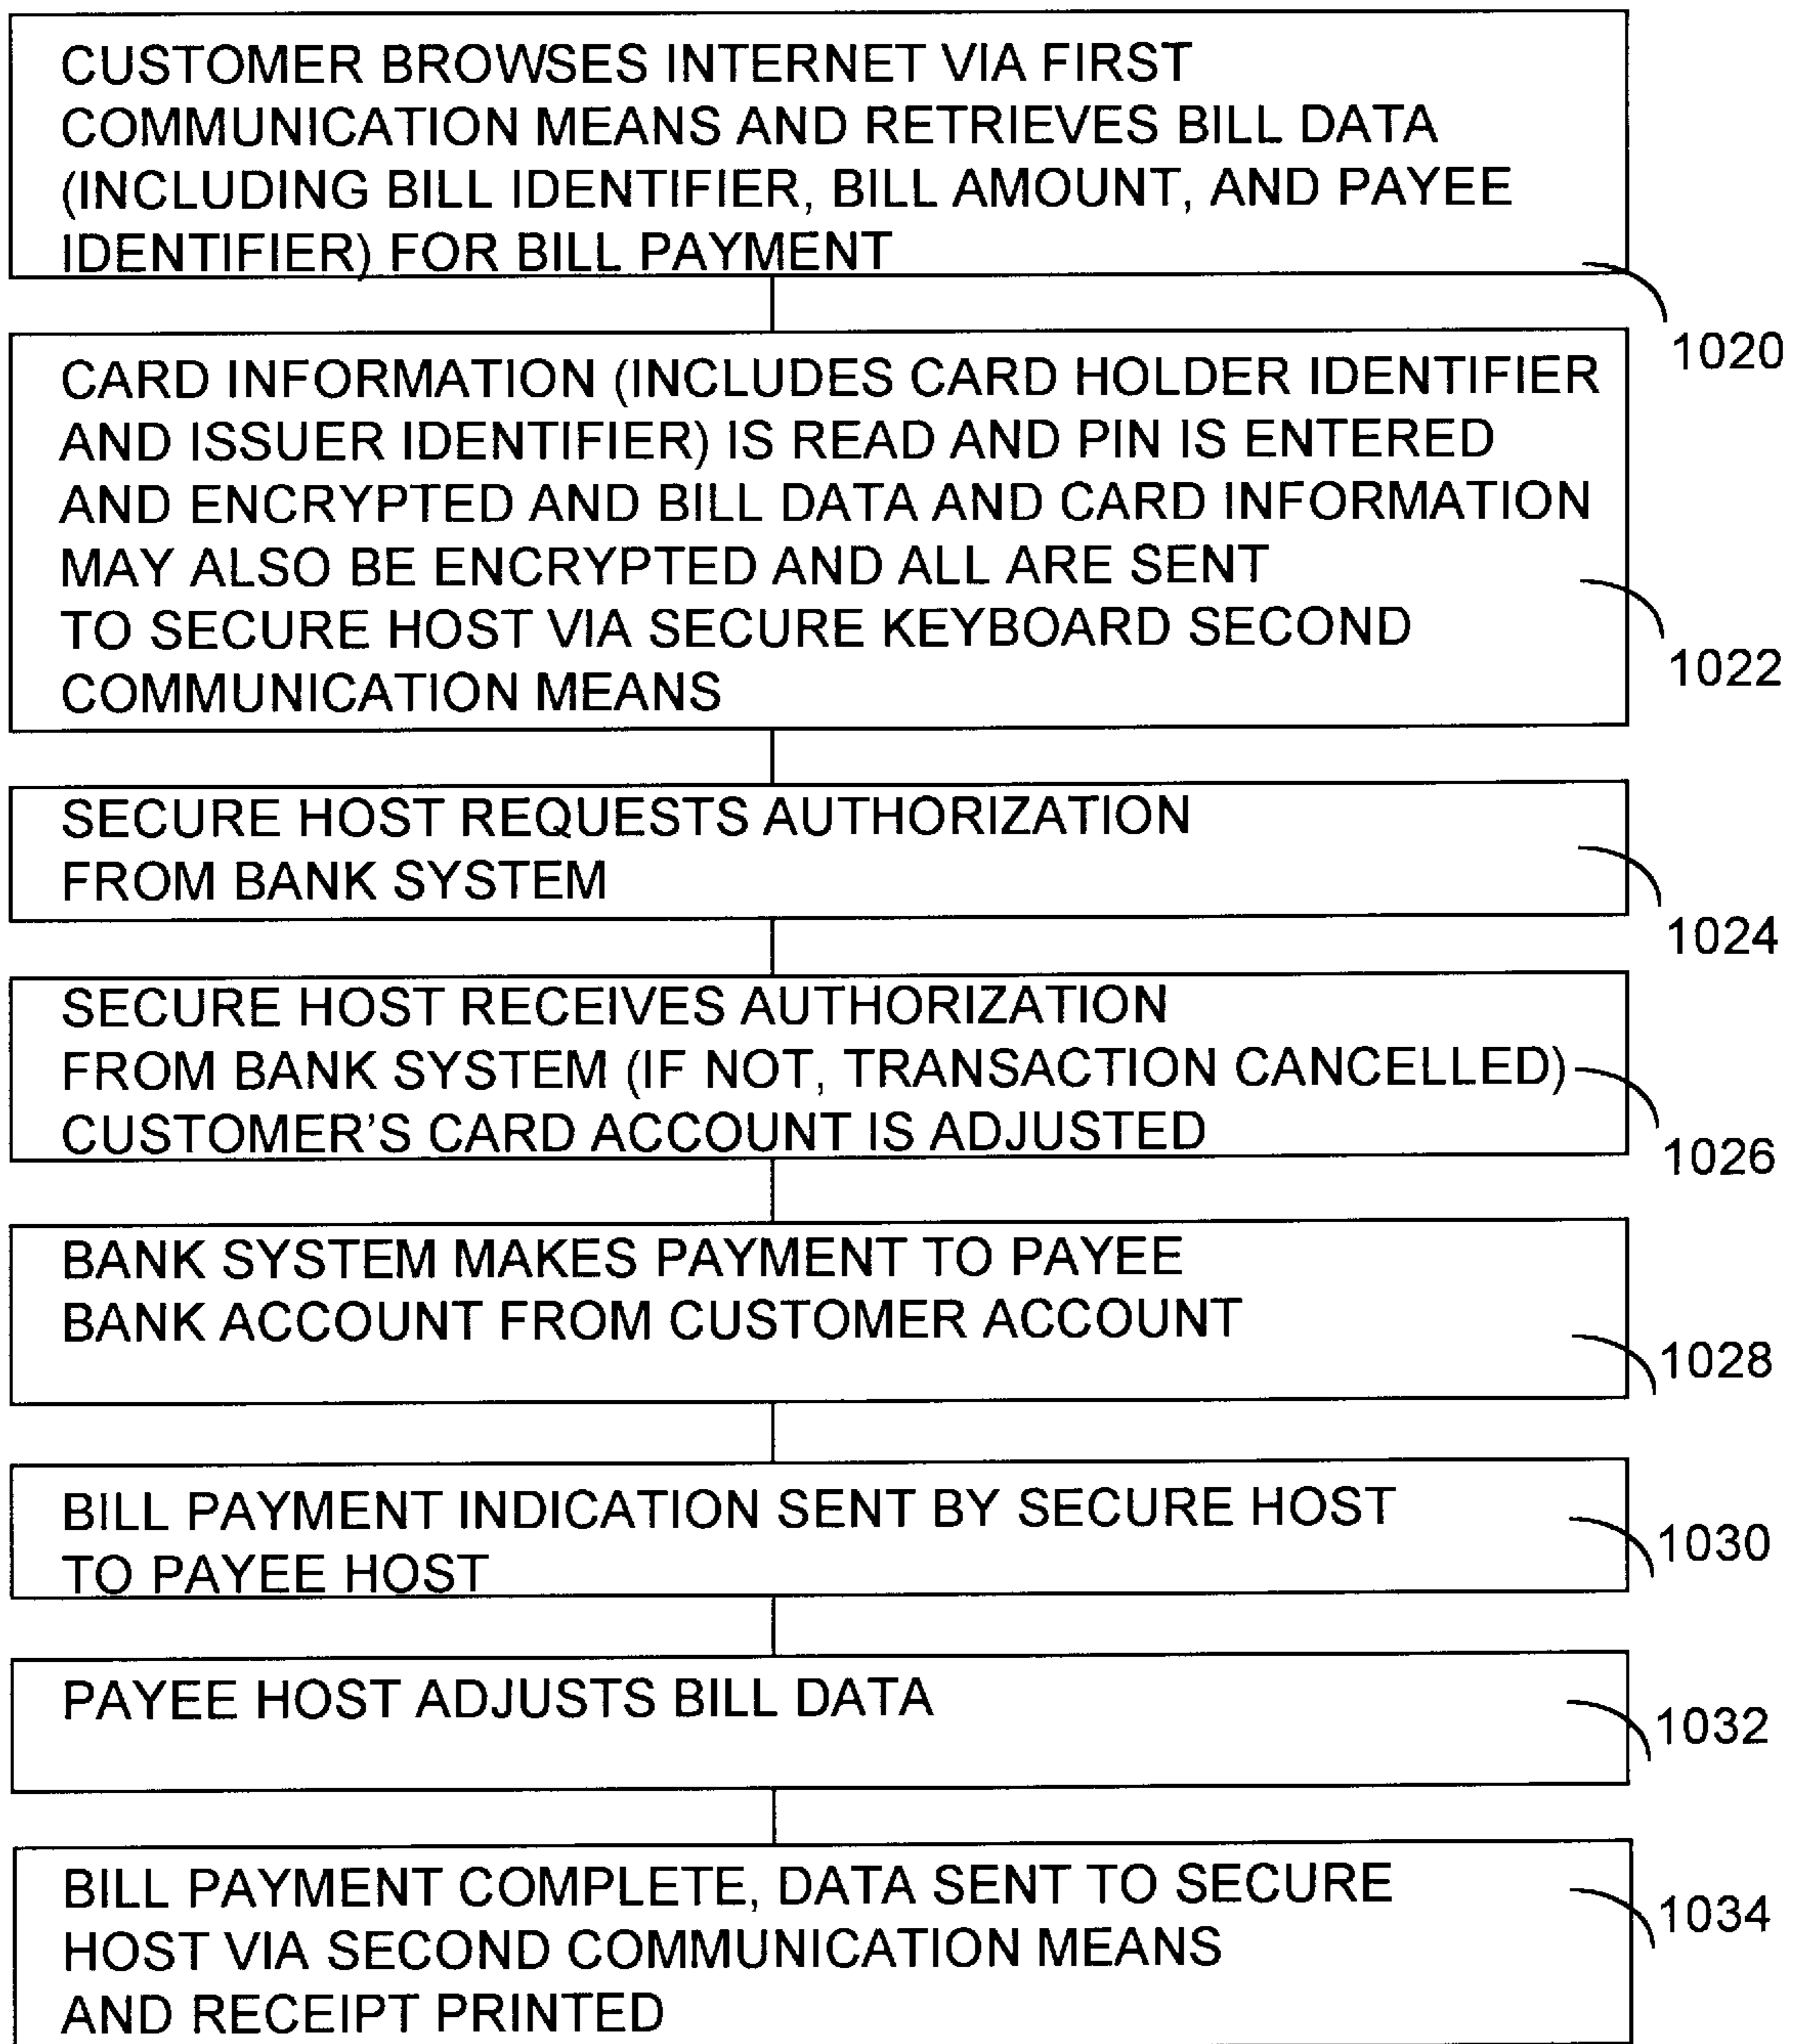 CUSTOMER BROWSES INTERNET VIA FIRST
COMMUNICATION MEANS AND RETRIEVES BILL DATA
(INCLUDING BILL IDENTIFIER, BILL AMOUNT, AND PAYEE
IDENTIFIER) FOR BILL PAYMENT
1020
CARD INFORMATION (INCLUDES CARD HOLDER IDENTIFIER
AND ISSUER IDENTIFIER) IS READ AND PIN IS ENTERED
AND ENCRYPTED AND BILL DATA AND CARD INFORMATION
MAY ALSO BE ENCRYPTED AND ALL ARE SENT
TO SECURE HOST VIA SECURE KEYBOARD SECOND
COMMUNICATION MEANS
1022
SECURE HOST REQUESTS AUTHORIZATION
FROM BANK SYSTEM
1024
SECURE HOST RECEIVES AUTHORIZATION
FROM BANK SYSTEM (IF NOT, TRANSACTION CANCELLED)
CUSTOMER'S CARD ACCOUNT IS ADJUSTED
1026
BANK SYSTEM MAKES PAYMENT TO PAYEE
BANK ACCOUNT FROM CUSTOMER ACCOUNT
1028
BILL PAYMENT INDICATION SENT BY SECURE HOST
TO PAYEE HOST
1030
PAYEE HOST ADJUSTS BILL DATA
1032
BILL PAYMENT COMPLETE, DATA SENT TO SECURE
HOST VIA SECOND COMMUNICATION MEANS
AND RECEIPT PRINTED
1034